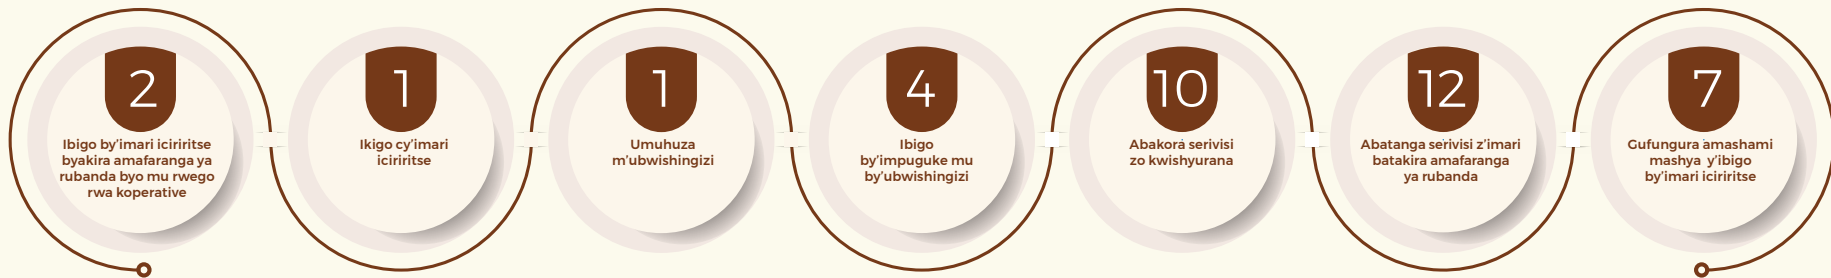 2
Ibigo by'imari iciriritse
byakira amafaranga ya
rubanda byo mu rwego
rwa koperative
1
Ikigo cy'imari
iciriritse
1
Umuhuza
m'ubwishingizi
4
Ibigo
by'impuguke mu
by'ubwishingizi
10
Abakora serivisi
zo kwishyurana
12
Abatanga serivisi z'imari
batakira amafaranga
ya rubanda
7
Gufungura amashami
mashya y'ibigo
by'imari iciriritse